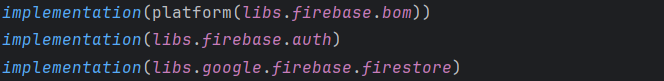 implementation(platform(libs.firebase.bom))
implementation(libs.firebase.auth)
implementation(libs.google.firebase.firestore)